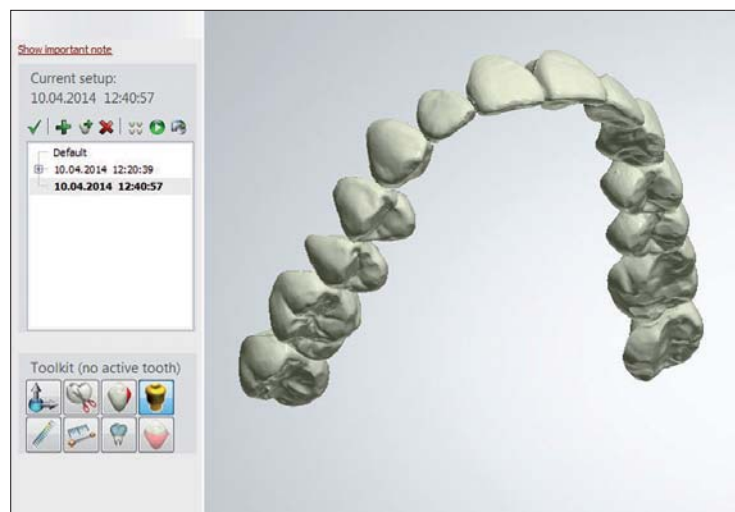 Show important note
Current setup:
10.04.2014 12:40:57
Default
10.04.2014 12:20:39
10.04.2014 12:40:57
Toolkit (no active tooth)